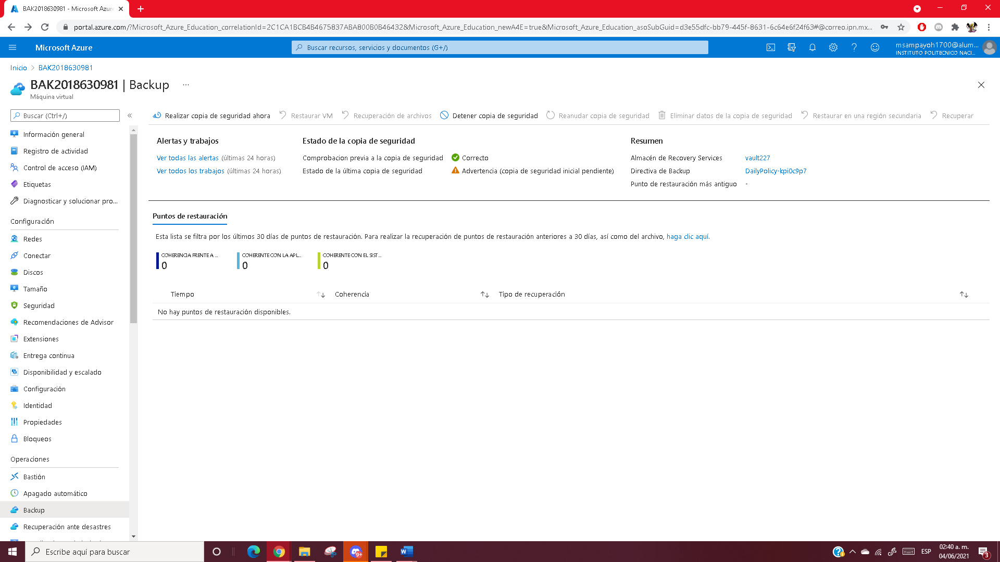 BAK2018630981 - Microsoft Azur
portal.azure.com/?Microsoft_Azure_Education_correlationId=2C1CA1BCB4B4675837ABA800B0B46432&Microsoft_Azure_Education_newA4E=true&Microsoft_Azure_Education_asoSubGuid=d3e55dfc-bb79-445f-8631-6c64e6f24f63#@correo.ipn.mx...
Microsoft Azure
Buscar recursos, servicios y documentos (G+/)
msampayoh1700@alum...
INSTITUTO POLITECNICO NACI...
Inicio > BAK2018630981
BAK2018630981 | Backup ...
Máquina virtual
Buscar (Ctrl+/)
Realizar copia de seguridad ahora
Restaurar VM
Recuperación de archivos
Detener copia de seguridad
Reanudar copia de seguridad
Eliminar datos de la copia de seguridad
Restaurar en una región secundaria
Recuperar
Información general
Registro de actividad
Control de acceso (IAM)
Etiquetas
Diagnosticar y solucionar pro...
Configuración
Redes
Conectar
Discos
Tamaño
Seguridad
Recomendaciones de Advisor
Extensiones
Entrega continua
Disponibilidad y escalado
Configuración
Identidad
Propiedades
Bloqueos
Operaciones
Bastión
Apagado automático
Backup
Recuperación ante desastres
Alertas y trabajos
Ver todas las alertas (últimas 24 horas)
Ver todos los trabajos (últimas 24 horas)
Estado de la copia de seguridad
Comprobacion previa a la copia de seguridad Correcto
Estado de la última copia de seguridad Advertencia (copia de seguridad inicial pendiente)
Resumen
Almacén de Recovery Services vault227
Directiva de Backup DailyPolicy-kpi0c9p7
Punto de restauración más antiguo -
Puntos de restauración
Esta lista se filtra por los últimos 30 días de puntos de restauración. Para realizar la recuperación de puntos de restauración anteriores a 30 días, así como del archivo, haga clic aquí.
COHERENCIA FRENTE A ...
0
COHERENTE CON LA APL...
0
COHERENTE CON EL SIST...
0
Tiempo Coherencia Tipo de recuperación
No hay puntos de restauración disponibles.
Escribe aquí para buscar
9+
ESP
02:40 a. m.
04/06/2021
3